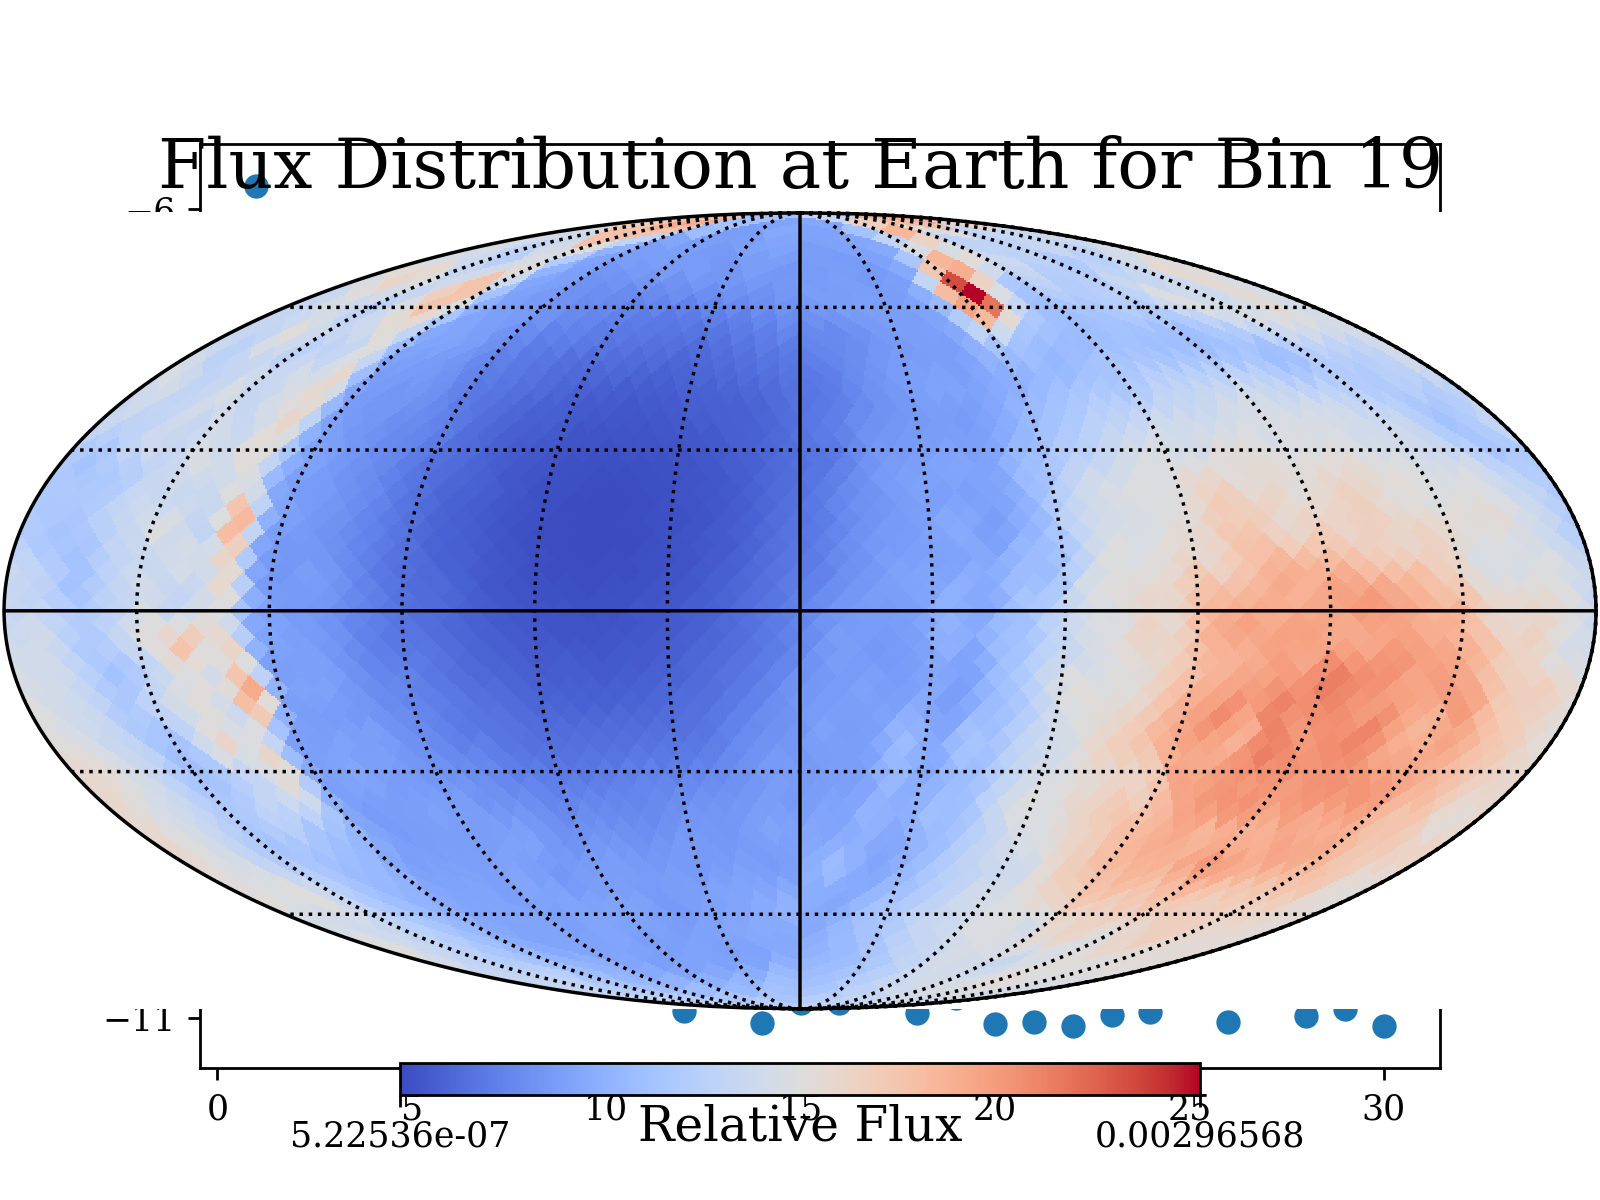 Flux Distribution at Earth for Bin 19
−6
−11
0 5 10 15 20 25 30
Relative Flux
5.22536e-07 0.00296568